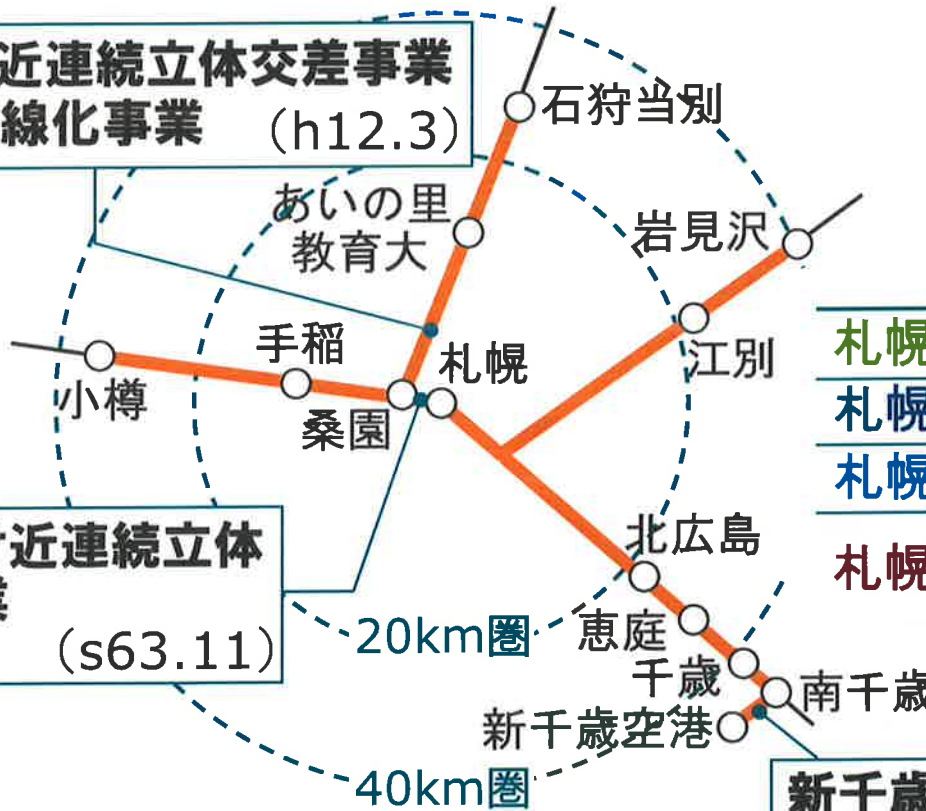 近連続立体交差事業
線化事業 (h12.3)
石狩当別
あいの里
教育大
岩見沢
手稲
札幌
江別
小樽
桑園
札幌
札幌
札幌
札幌
近連続立体
業
(s63.11)
北広島
20km圏
恵庭
千歳
南千歳
新千歳空港
40km圏
新千歳